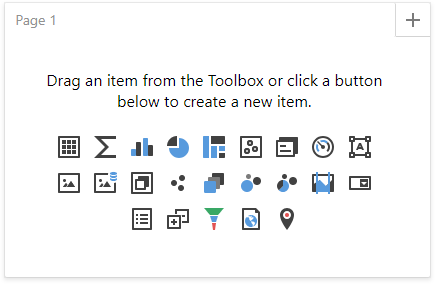 Page 1
Drag an item from the Toolbox or click a button
below to create a new item.
A